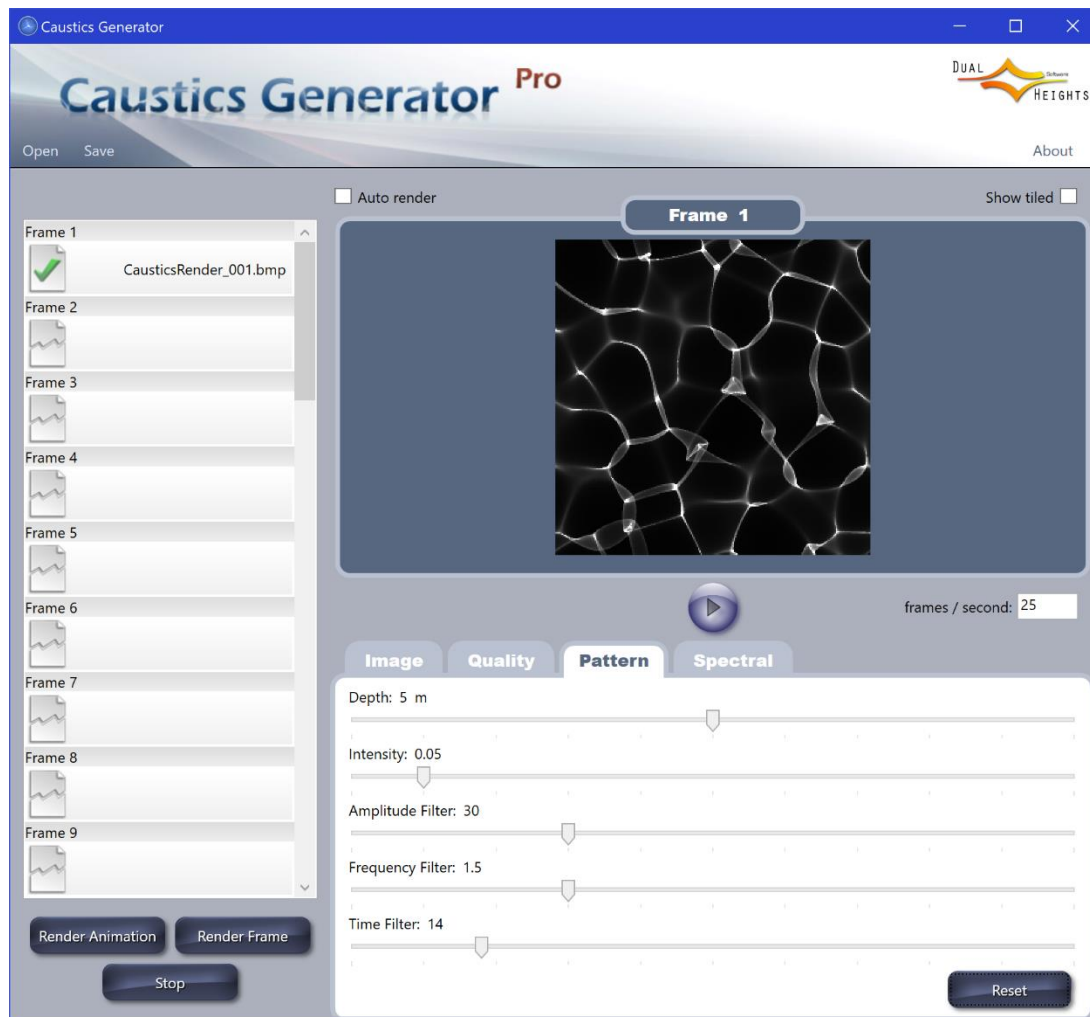 Caustics Generator
Caustics Generator Pro
DUAL Software
HEIGHTS
Open Save About
Auto render
Show tiled
Frame 1
Frame 1
CausticsRender_001.bmp
Frame 2
Frame 3
Frame 4
Frame 5
Frame 6
Frame 7
Frame 8
Frame 9
Render Animation
Render Frame
Stop
frames / second: 25
Image Quality Pattern Spectral
Depth: 5 m
Intensity: 0.05
Amplitude Filter: 30
Frequency Filter: 1.5
Time Filter: 14
Reset